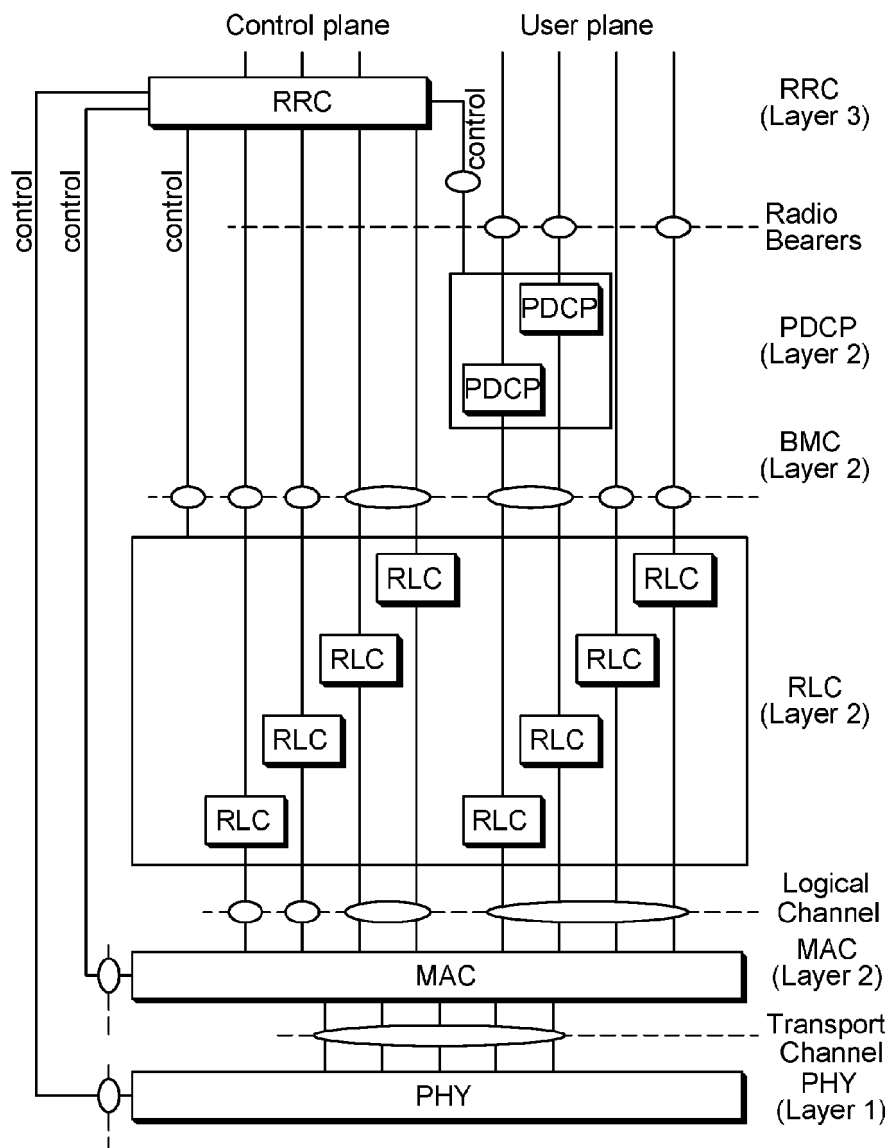 Control plane
User plane
RRC
RRC
(Layer 3)
control
control
control
control
Radio
Bearers
PDCP
PDCP
PDCP
(Layer 2)
BMC
(Layer 2)
RLC
RLC
RLC
RLC
RLC
RLC
RLC
RLC
RLC
(Layer 2)
Logical
Channel
MAC
MAC
(Layer 2)
Transport
Channel
PHY
PHY
(Layer 1)